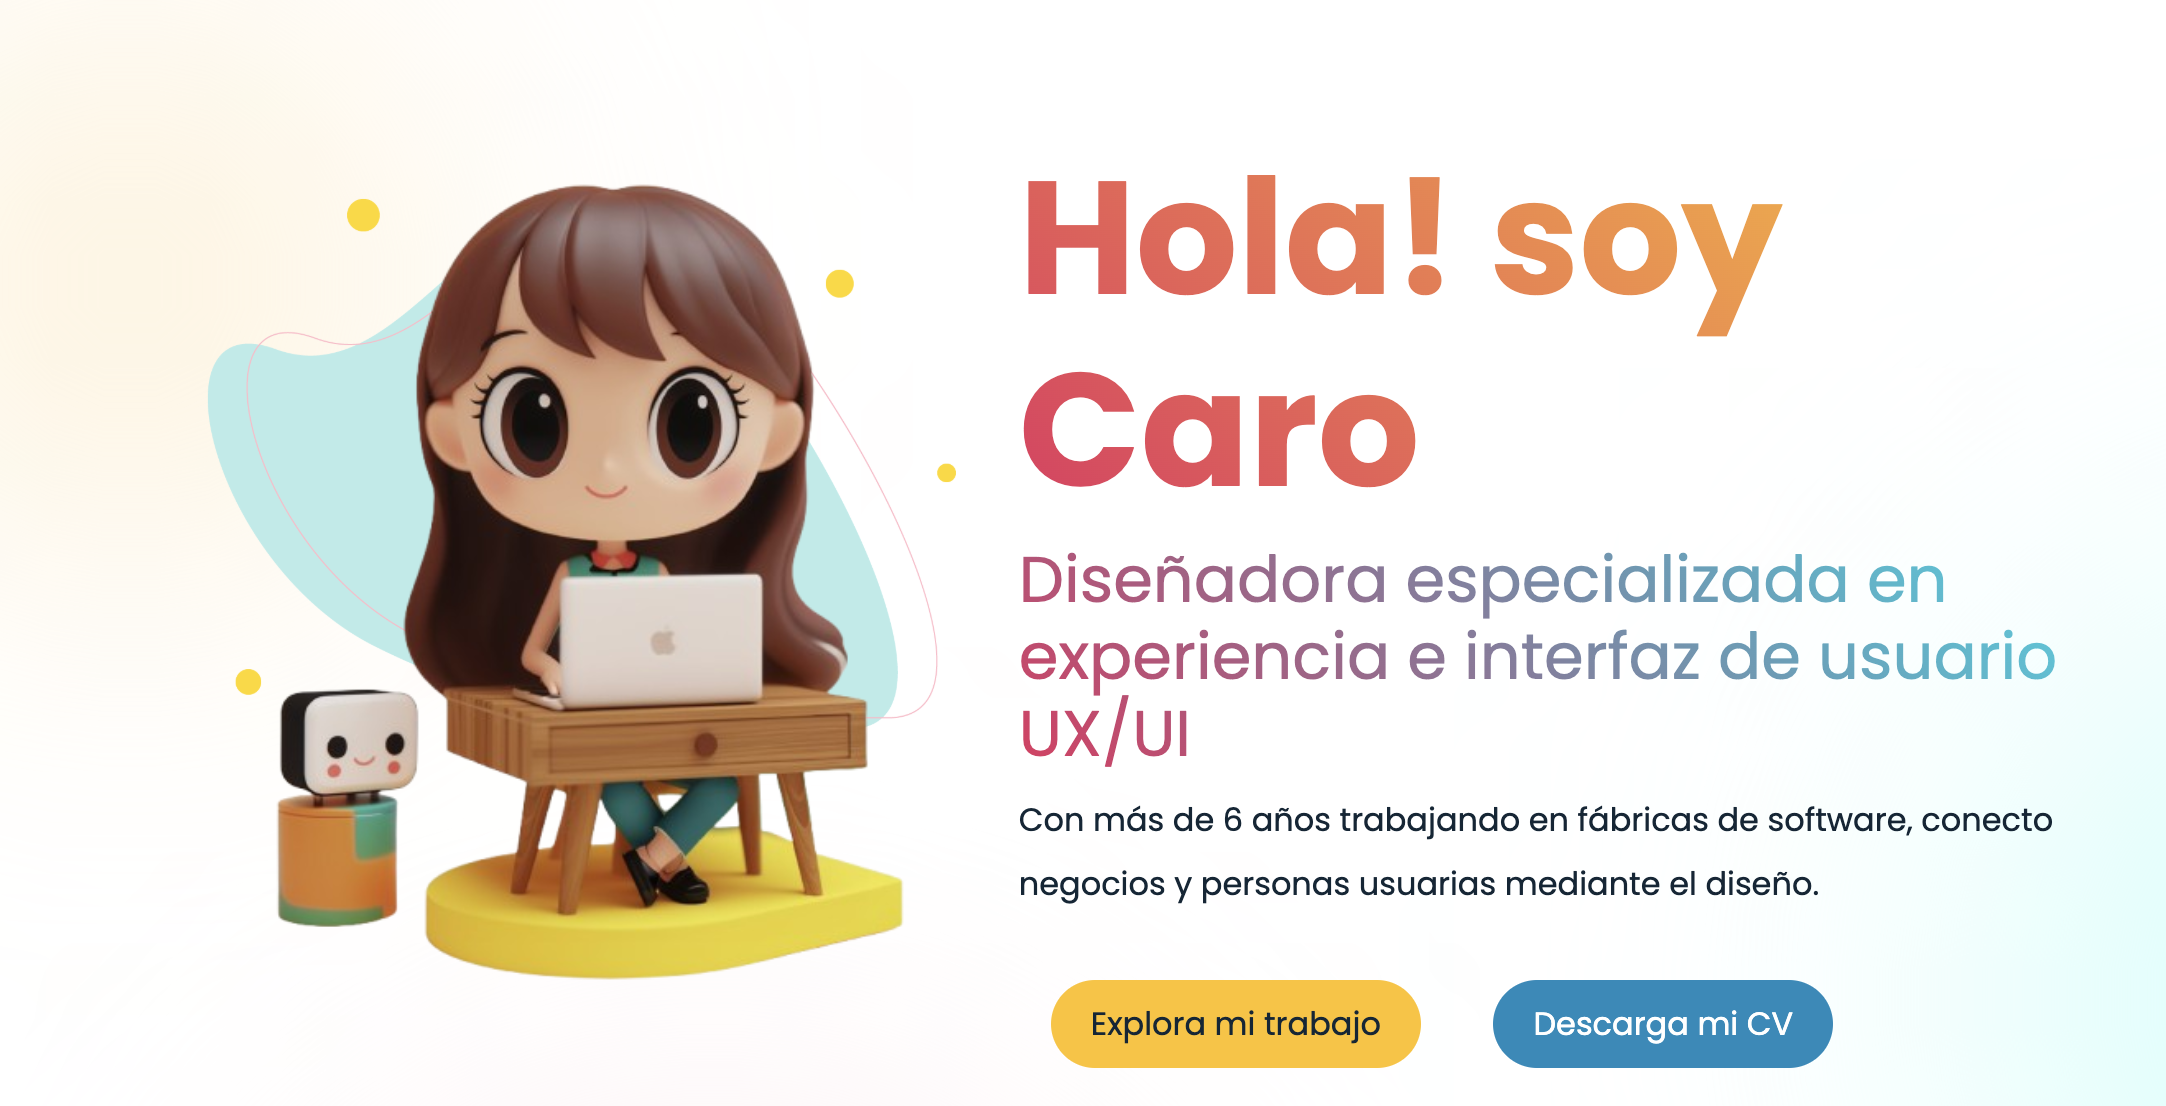 Hola! soy
Caro
Diseñadora especializada en
experiencia e interfaz de usuario
UX/UI
Con más de 6 años trabajando en fábricas de software, conecto
negocios y personas usuarias mediante el diseño.
Explora mi trabajo
Descarga mi CV